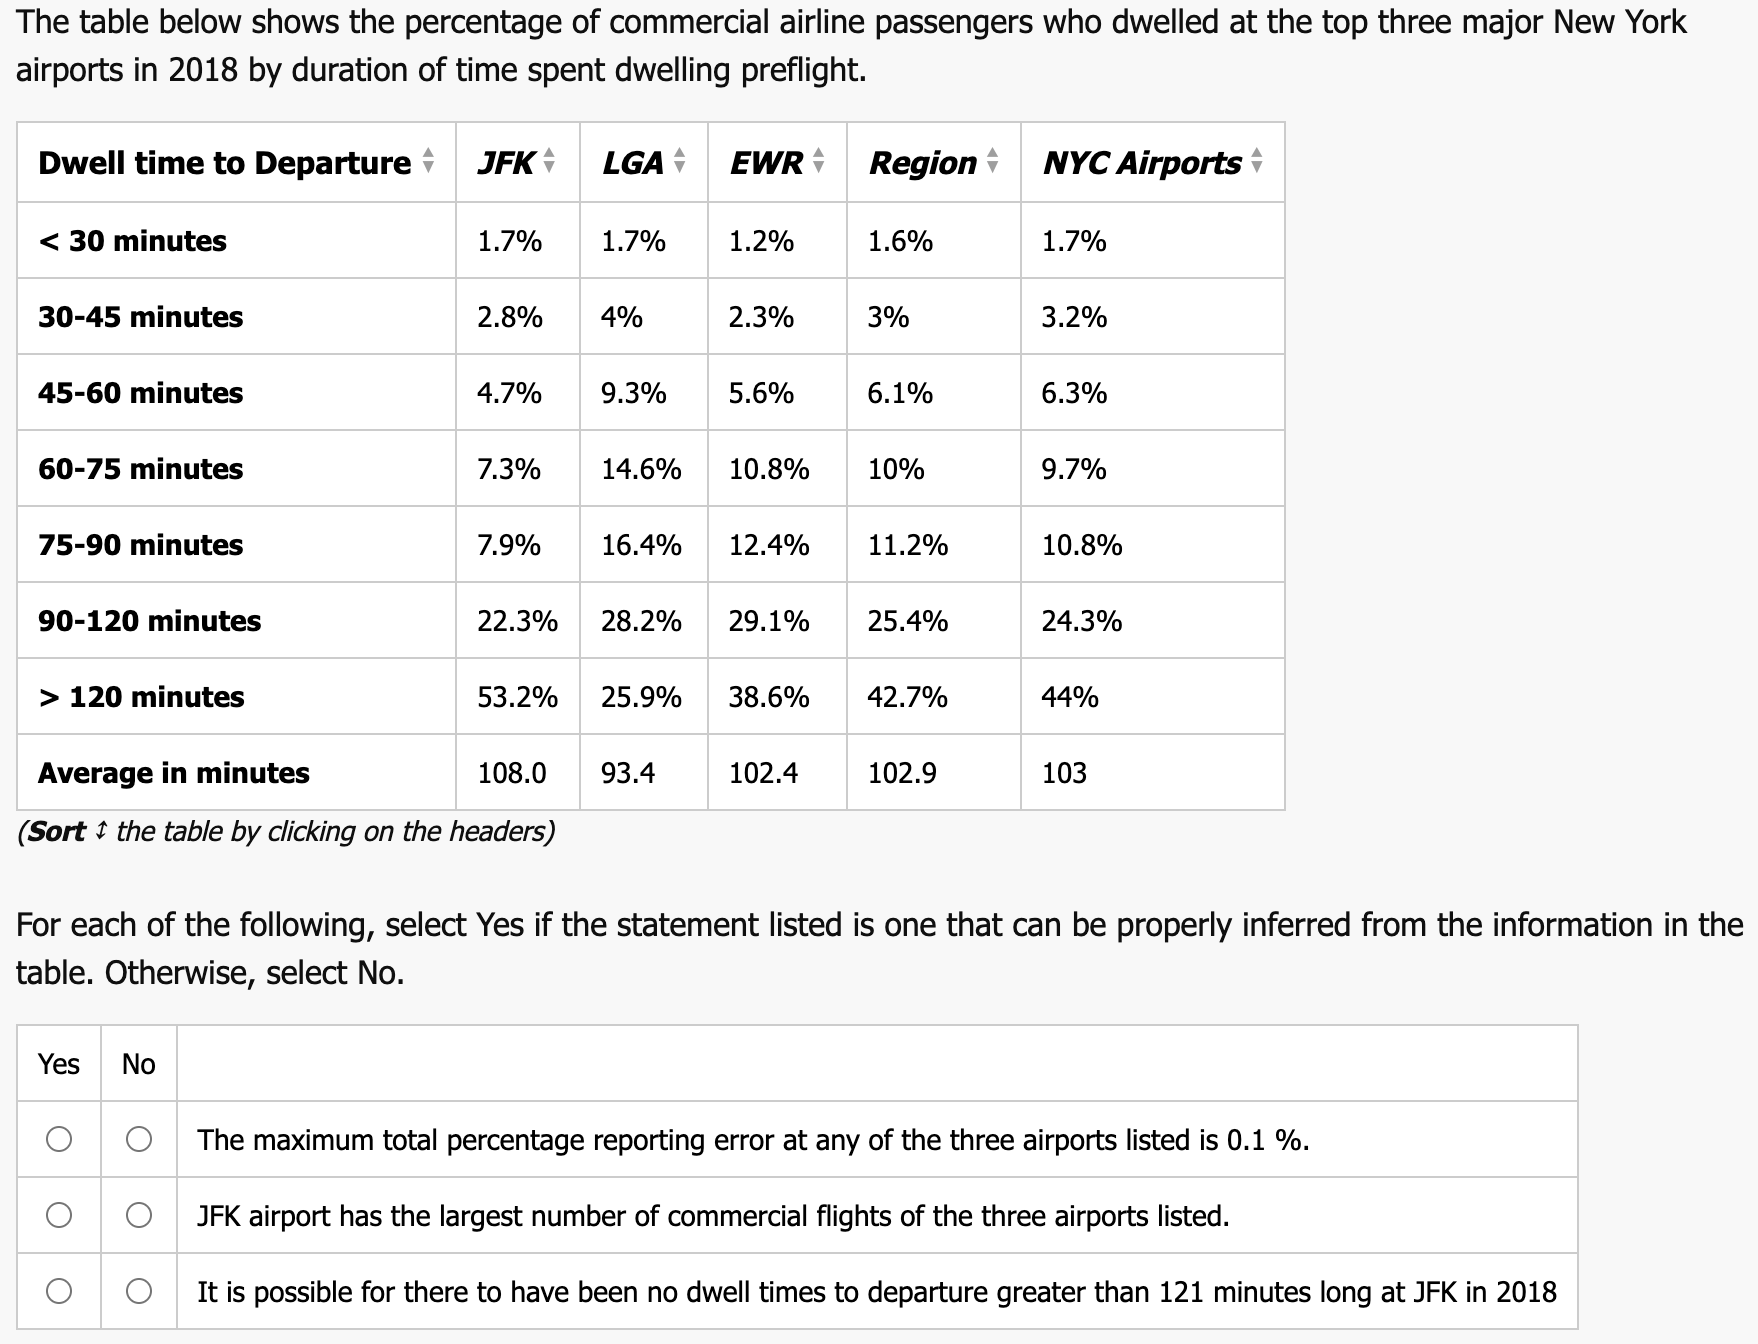 The table below shows the percentage of commercial airline passengers who dwelled at the top three major New York
airports in 2018 by duration of time spent dwelling preflight.
Dwell time to Departure JFK LGA EWR Region NYC Airports
< 30 minutes 1.7% 1.7% 1.2% 1.6% 1.7%
30-45 minutes 2.8% 4% 2.3% 3% 3.2%
45-60 minutes 4.7% 9.3% 5.6% 6.1% 6.3%
60-75 minutes 7.3% 14.6% 10.8% 10% 9.7%
75-90 minutes 7.9% 16.4% 12.4% 11.2% 10.8%
90-120 minutes 22.3% 28.2% 29.1% 25.4% 24.3%
> 120 minutes 53.2% 25.9% 38.6% 42.7% 44%
Average in minutes 108.0 93.4 102.4 102.9 103
(Sort ↕ the table by clicking on the headers)
For each of the following, select Yes if the statement listed is one that can be properly inferred from the information in the
table. Otherwise, select No.
Yes No
The maximum total percentage reporting error at any of the three airports listed is 0.1 %.
JFK airport has the largest number of commercial flights of the three airports listed.
It is possible for there to have been no dwell times to departure greater than 121 minutes long at JFK in 2018